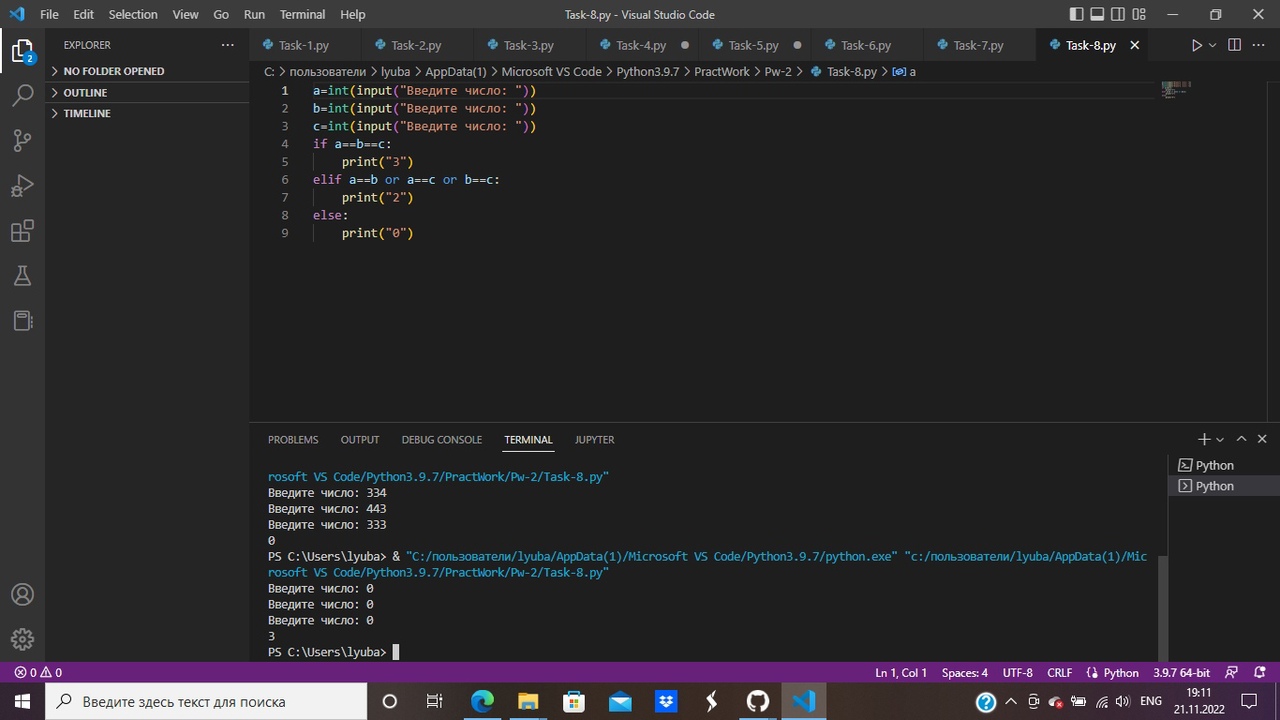 File Edit Selection View Go Run Terminal Help Task-8.py - Visual Studio Code
EXPLORER
Task-1.py Task-2.py Task-3.py Task-4.py Task-5.py Task-6.py Task-7.py Task-8.py
2
NO FOLDER OPENED
OUTLINE
TIMELINE
C: > пользователи > lyuba > AppData(1) > Microsoft VS Code > Python3.9.7 > PractWork > Pw-2 > Task-8.py > a
1 a=int(input("Введите число: "))
2 b=int(input("Введите число: "))
3 c=int(input("Введите число: "))
4 if a==b==c:
5     print("3")
6 elif a==b or a==c or b==c:
7     print("2")
8 else:
9     print("0")
PROBLEMS OUTPUT DEBUG CONSOLE TERMINAL JUPYTER
rosoft VS Code/Python3.9.7/PractWork/Pw-2/Task-8.py"
Введите число: 334
Введите число: 443
Введите число: 333
0
PS C:\Users\lyuba> & "C:/пользователи/lyuba/AppData(1)/Microsoft VS Code/Python3.9.7/python.exe" "c:/пользователи/lyuba/AppData(1)/Mic
rosoft VS Code/Python3.9.7/PractWork/Pw-2/Task-8.py"
Введите число: 0
Введите число: 0
Введите число: 0
3
PS C:\Users\lyuba>
Python
Python
0 0 Ln 1, Col 1 Spaces: 4 UTF-8 CRLF Python 3.9.7 64-bit
Введите здесь текст для поиска
ENG
19:11
21.11.2022